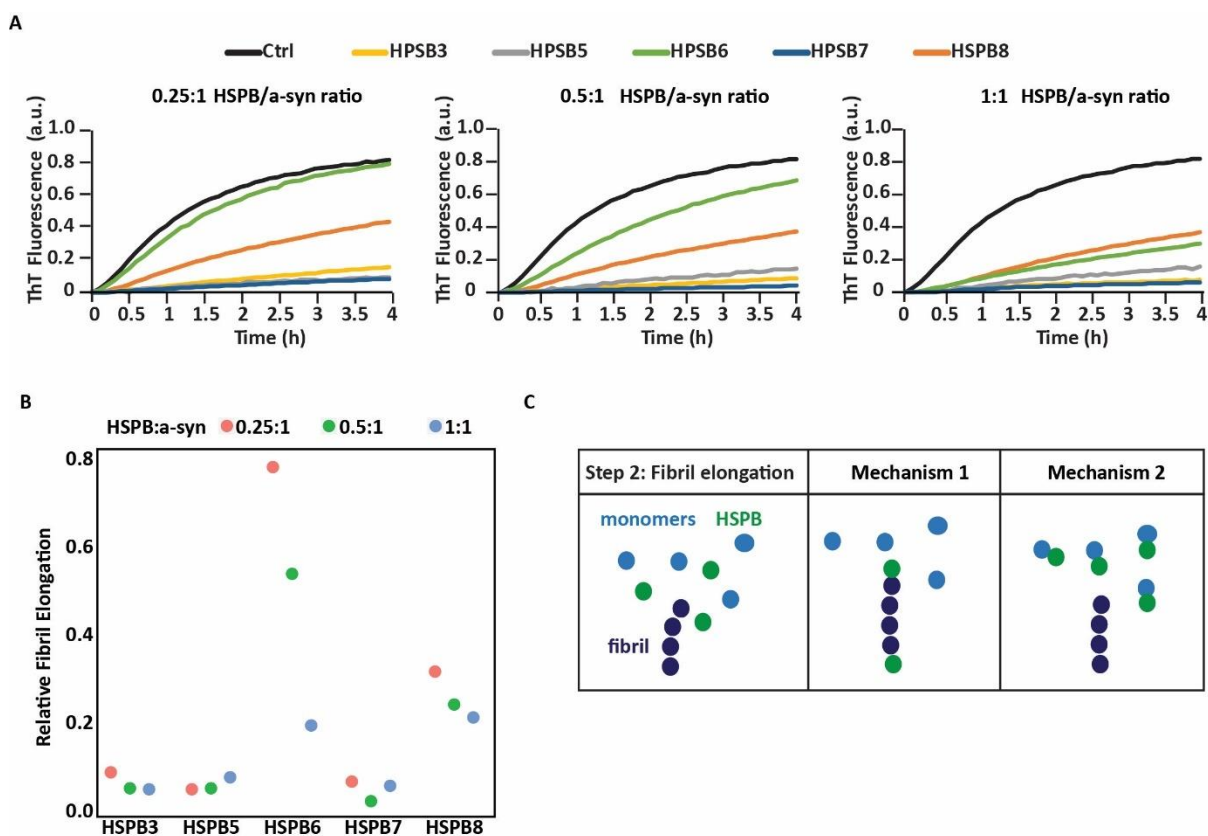 A
Ctrl HPSB3 HPSB5 HPSB6 HPSB7 HSPB8
0.25:1 HSPB/a-syn ratio
ThT Fluorescence (a.u.)
1.0
0.8
0.6
0.4
0.2
0
0 0.5 1 1.5 2 2.5 3 3.5 4
Time (h)
0.5:1 HSPB/a-syn ratio
ThT Fluorescence (a.u.)
1.0
0.8
0.6
0.4
0.2
0
0 0.5 1 1.5 2 2.5 3 3.5 4
Time (h)
1:1 HSPB/a-syn ratio
ThT Fluorescence (a.u.)
1.0
0.8
0.6
0.4
0.2
0
0 0.5 1 1.5 2 2.5 3 3.5 4
Time (h)
B
HSPB:a-syn 0.25:1 0.5:1 1:1
Relative Fibril Elongation
0.8
0.6
0.4
0.2
0.0
HSPB3 HSPB5 HSPB6 HSPB7 HSPB8
C
Step 2: Fibril elongation Mechanism 1 Mechanism 2
monomers HSPB
fibril